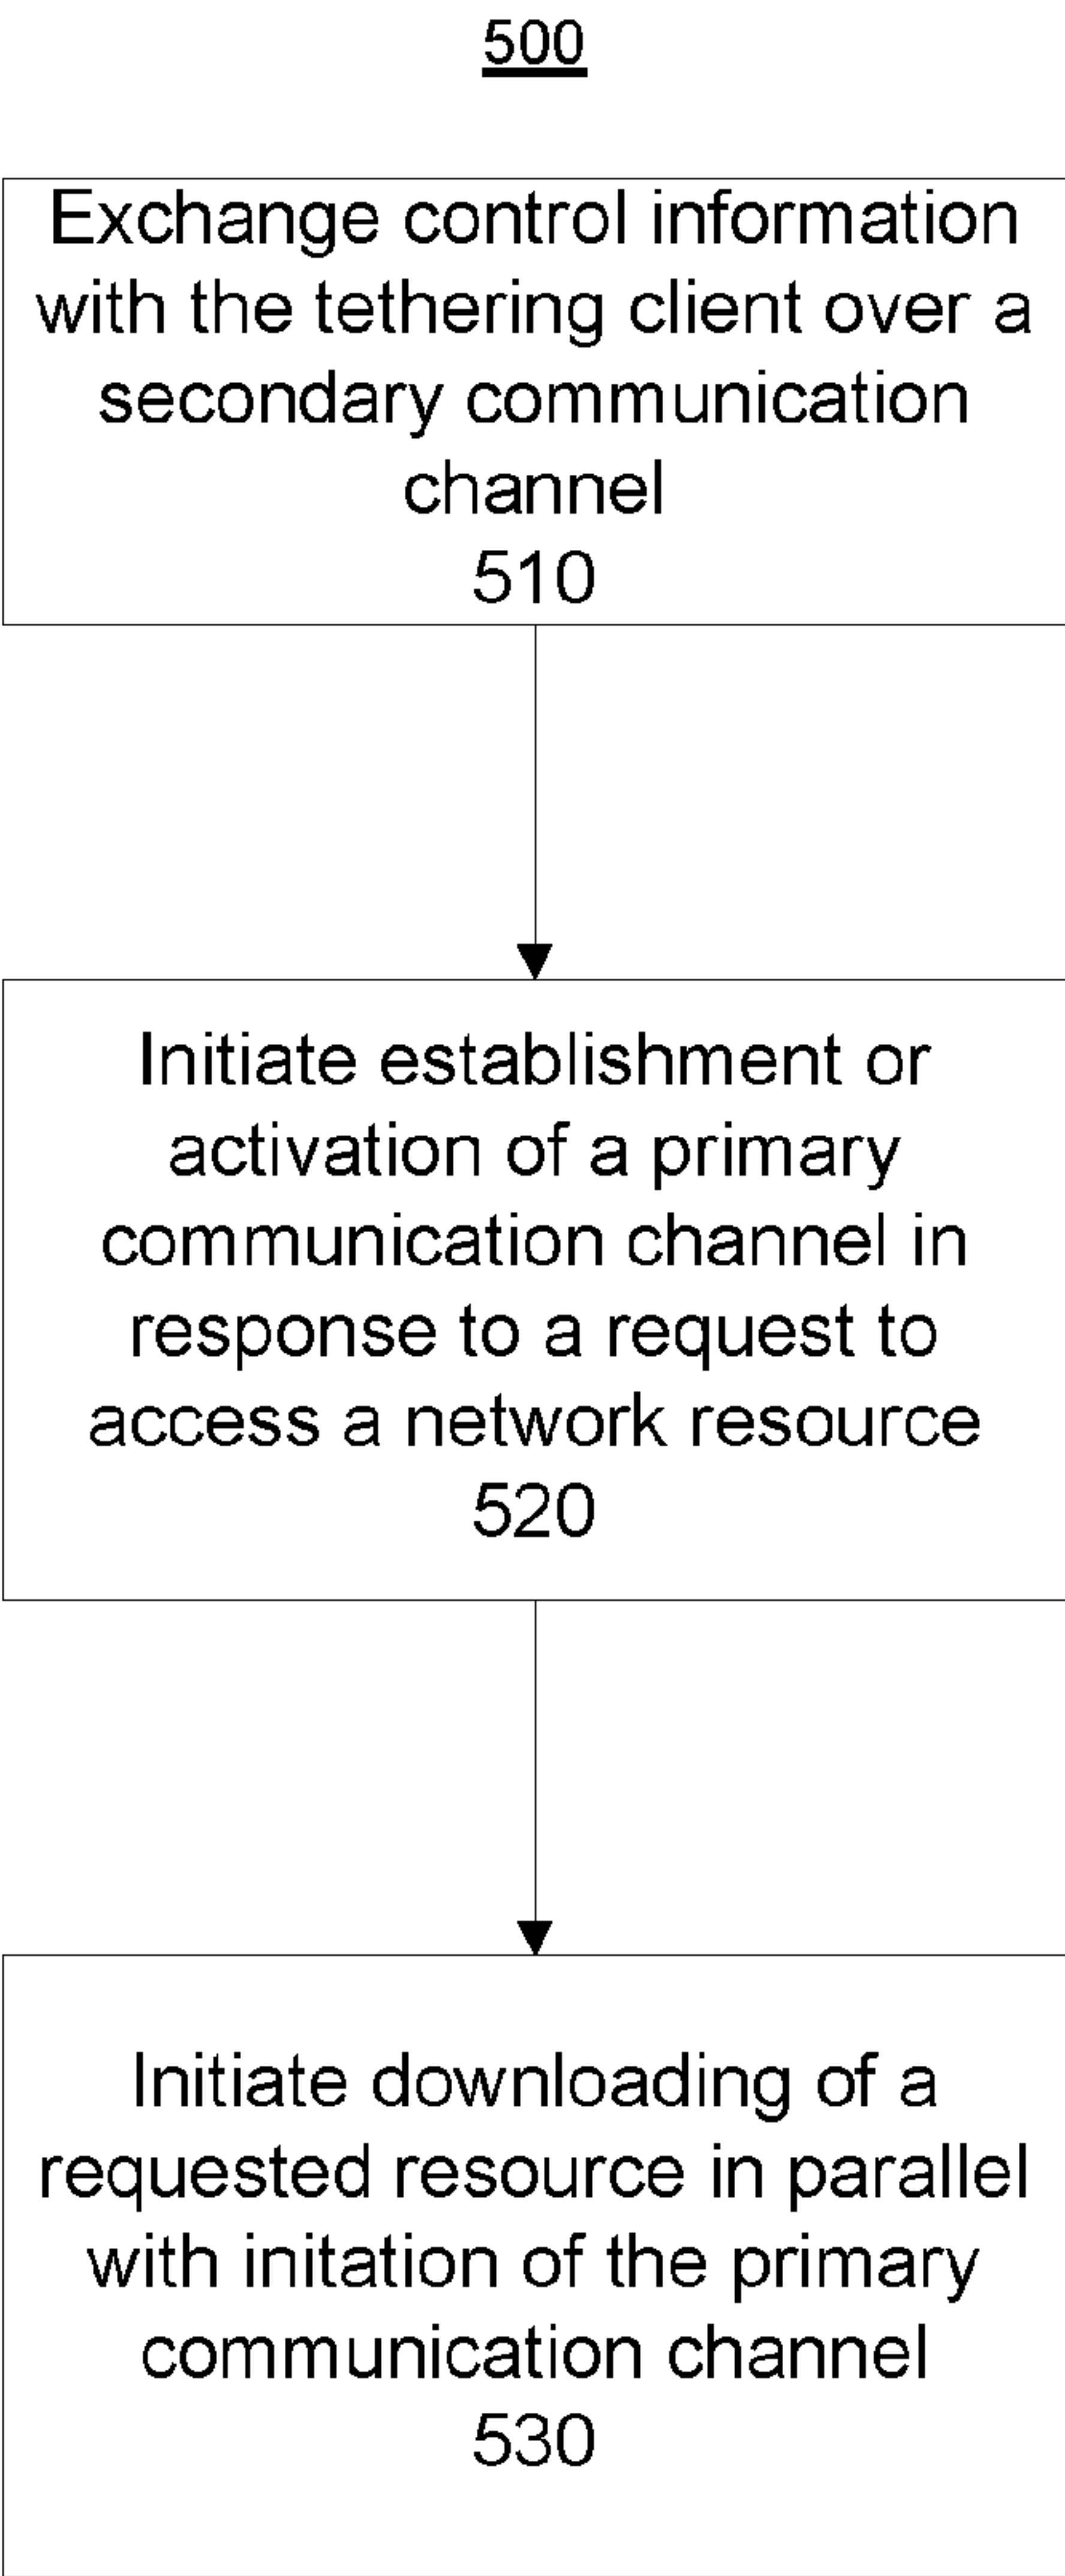 500
Exchange control information
with the tethering client over a
secondary communication
channel
510
Initiate establishment or
activation of a primary
communication channel in
response to a request to
access a network resource
520
Initiate downloading of a
requested resource in parallel
with initation of the primary
communication channel
530